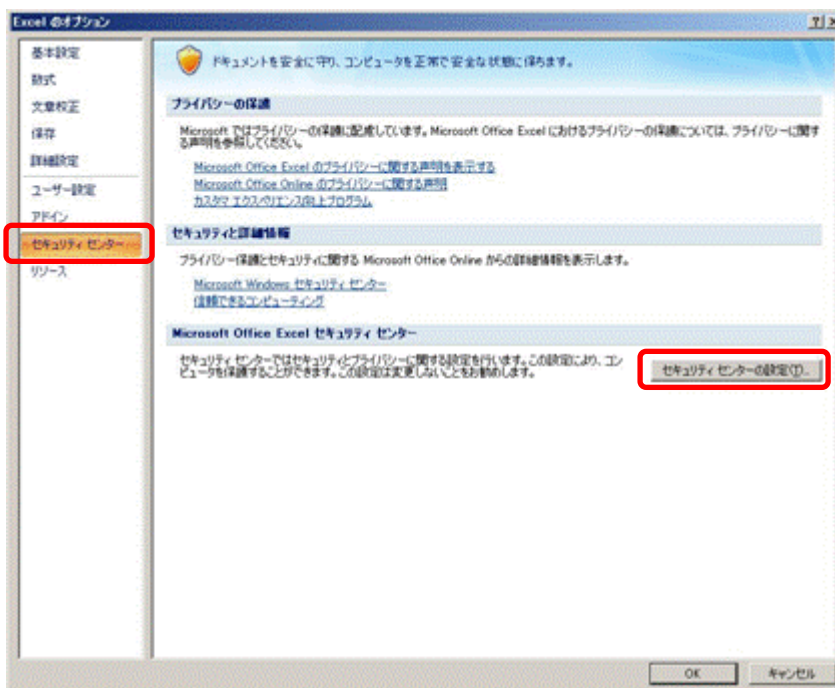 Excel のオプション
基本設定
数式
文章校正
保存
詳細設定
ユーザー設定
アドイン
セキュリティ センター
リソース
ドキュメントを安全に守り、コンピュータを正常で安全な状態に保ちます。
プライバシーの保護
Microsoft ではプライバシーの保護に配慮しています。Microsoft Office Excel におけるプライバシーの保護については、プライバシーに関す
る声明を参照してください。
Microsoft Office Excel のプライバシーに関する声明を表示する
Microsoft Office Online のプライバシーに関する声明
カスタマ エクスペリエンス向上プログラム
セキュリティと詳細情報
プライバシー保護とセキュリティに関する Microsoft Office Online からの詳細情報を表示します。
Microsoft Windows セキュリティ センター
信頼できるコンピューティング
Microsoft Office Excel セキュリティ センター
セキュリティ センターではセキュリティとプライバシーに関する設定を行います。この設定により、コン
ピュータを保護することができます。この設定は変更しないことをお勧めします。
セキュリティ センターの設定(T)...
OK
キャンセル